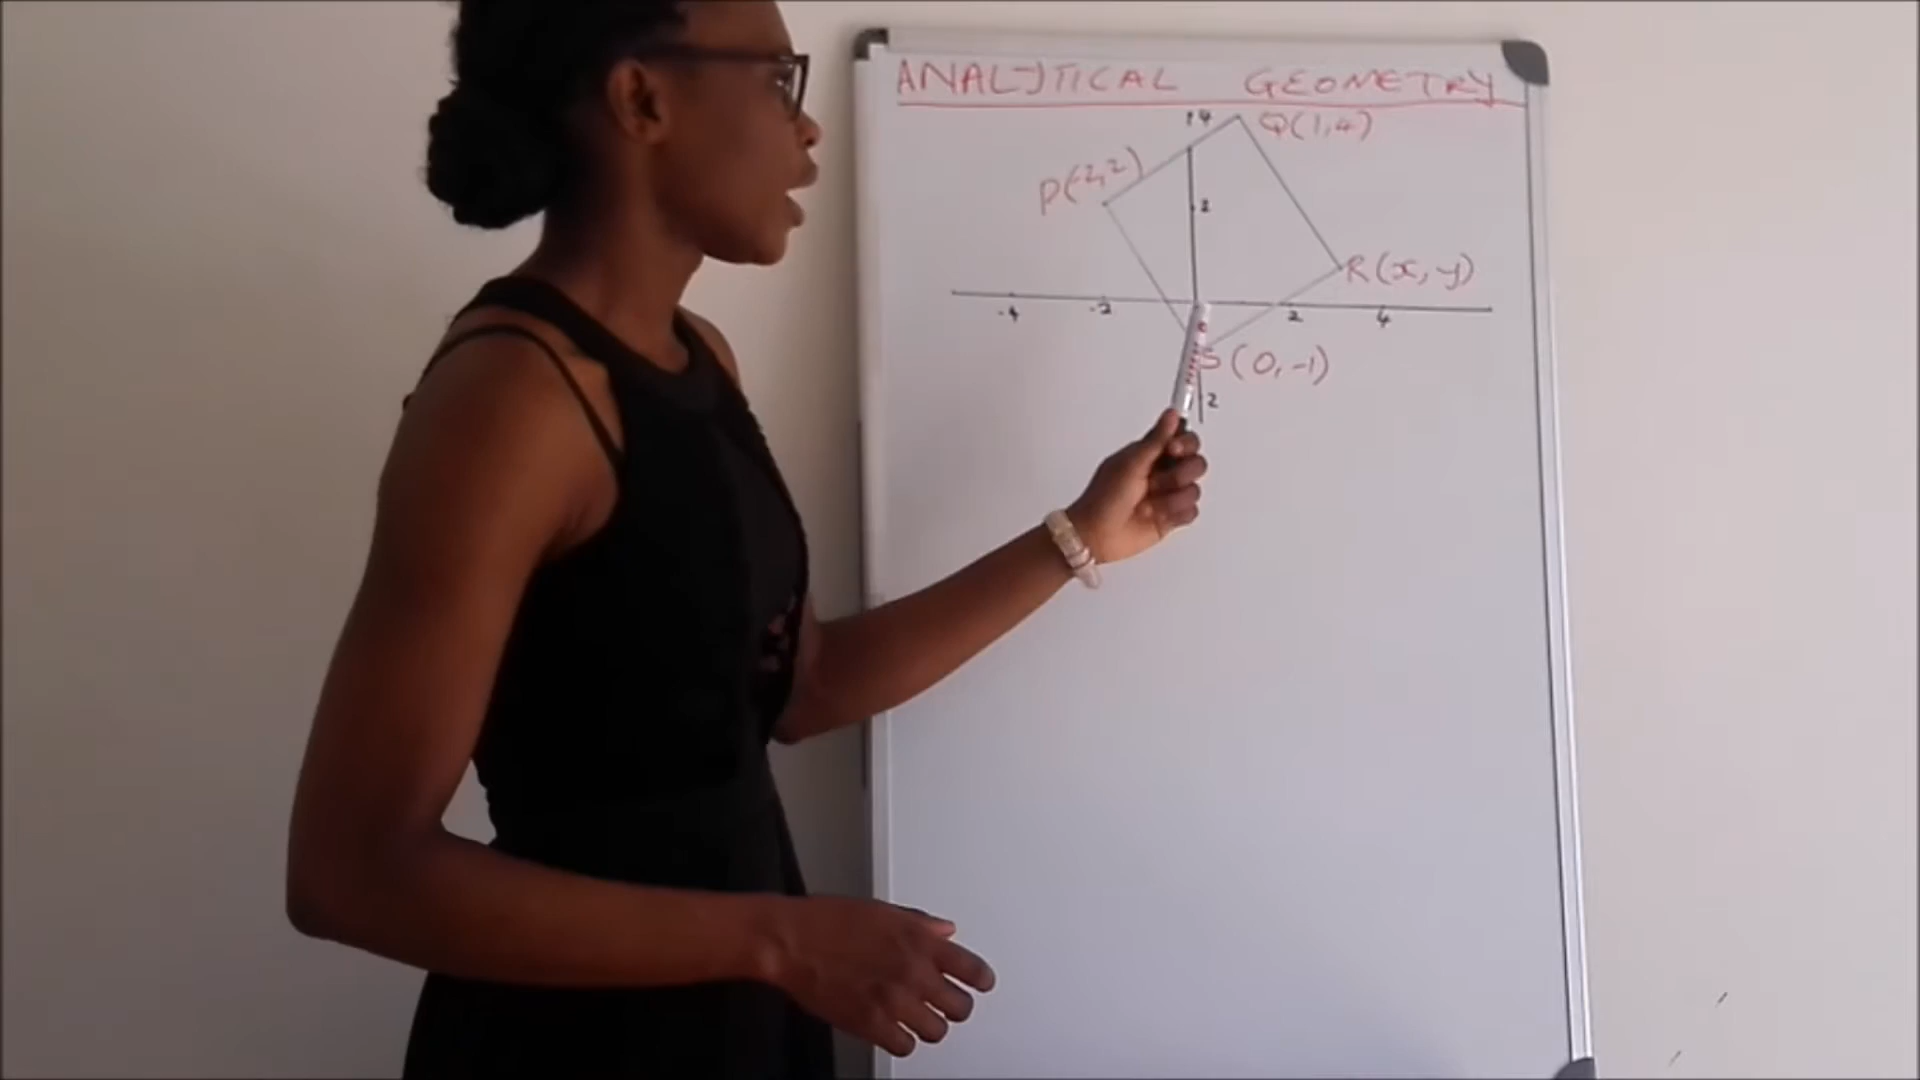 ANALYTICAL GEOMETRY
4 Q(1,4)
P(-2,2)
2
R(x,y)
-4 -2 2 4
S(0,-1)
2